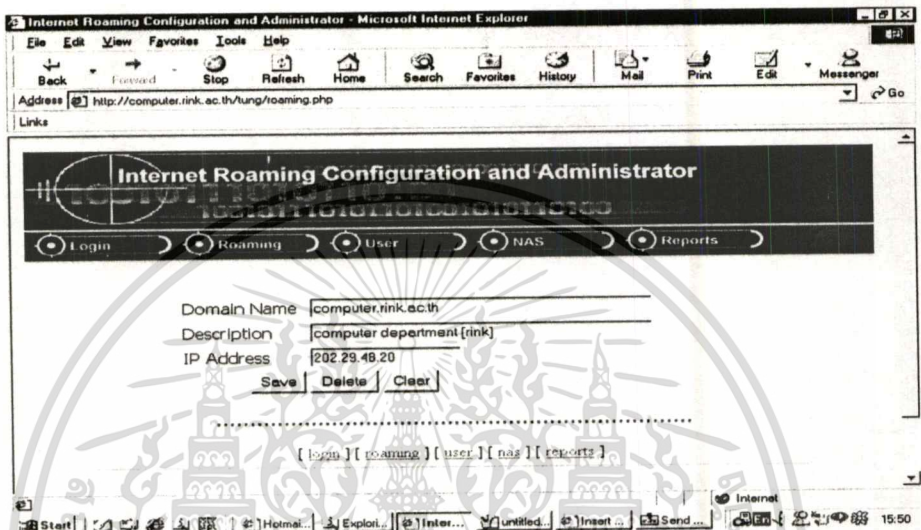 Internet Roaming Configuration and Administrator - Microsoft Internet Explorer
File Edit View Favorites Tools Help
Back Forward Stop Refresh Home Search Favorites History Mail Print Edit Messenger
Address http://computer.rink.ac.th/tung/roaming.php Go
Links
Internet Roaming Configuration and Administrator
Login Roaming User NAS Reports
Domain Name computer.rink.ac.th
Description computer department [rink]
IP Address 202.29.48.20
Save Delete Clear
[ login ] [ roaming ] [ user ] [ nas ] [ reports ]
Internet
Start Hotmai... Explori... Inter... untitled... Insert ... Send ... 15:50